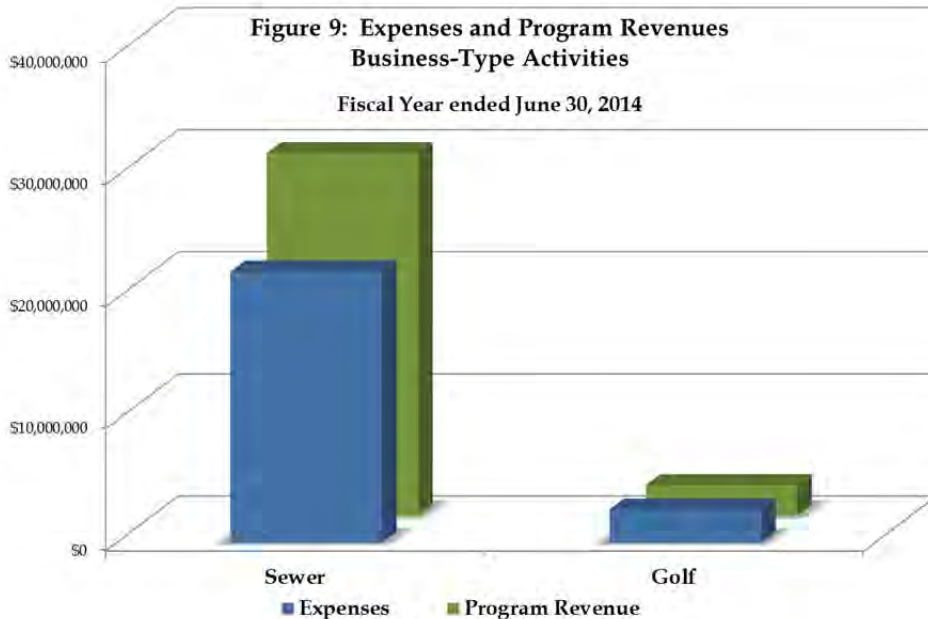 Figure 9: Expenses and Program Revenues
Business-Type Activities
Fiscal Year ended June 30, 2014
$40,000,000
$30,000,000
$20,000,000
$10,000,000
$0
Sewer Golf
Expenses Program Revenue